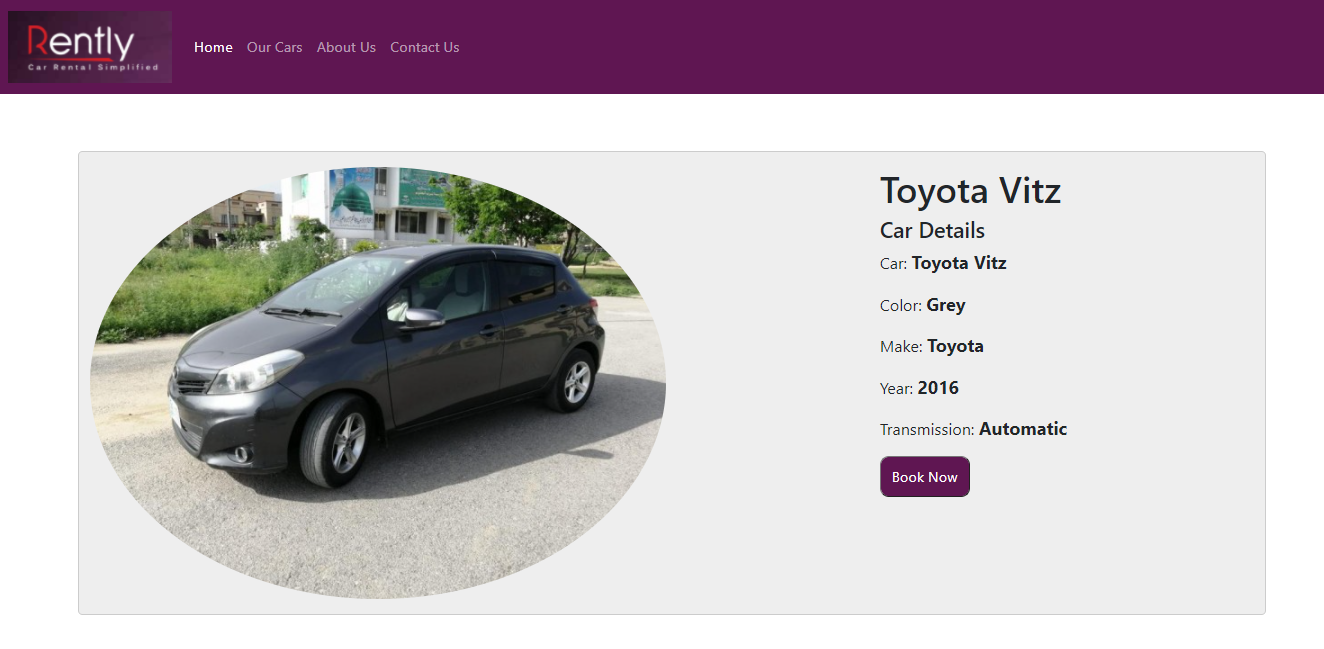 Rently
Car Rental Simplified
Home Our Cars About Us Contact Us
Toyota Vitz
Car Details
Car: Toyota Vitz
Color: Grey
Make: Toyota
Year: 2016
Transmission: Automatic
Book Now